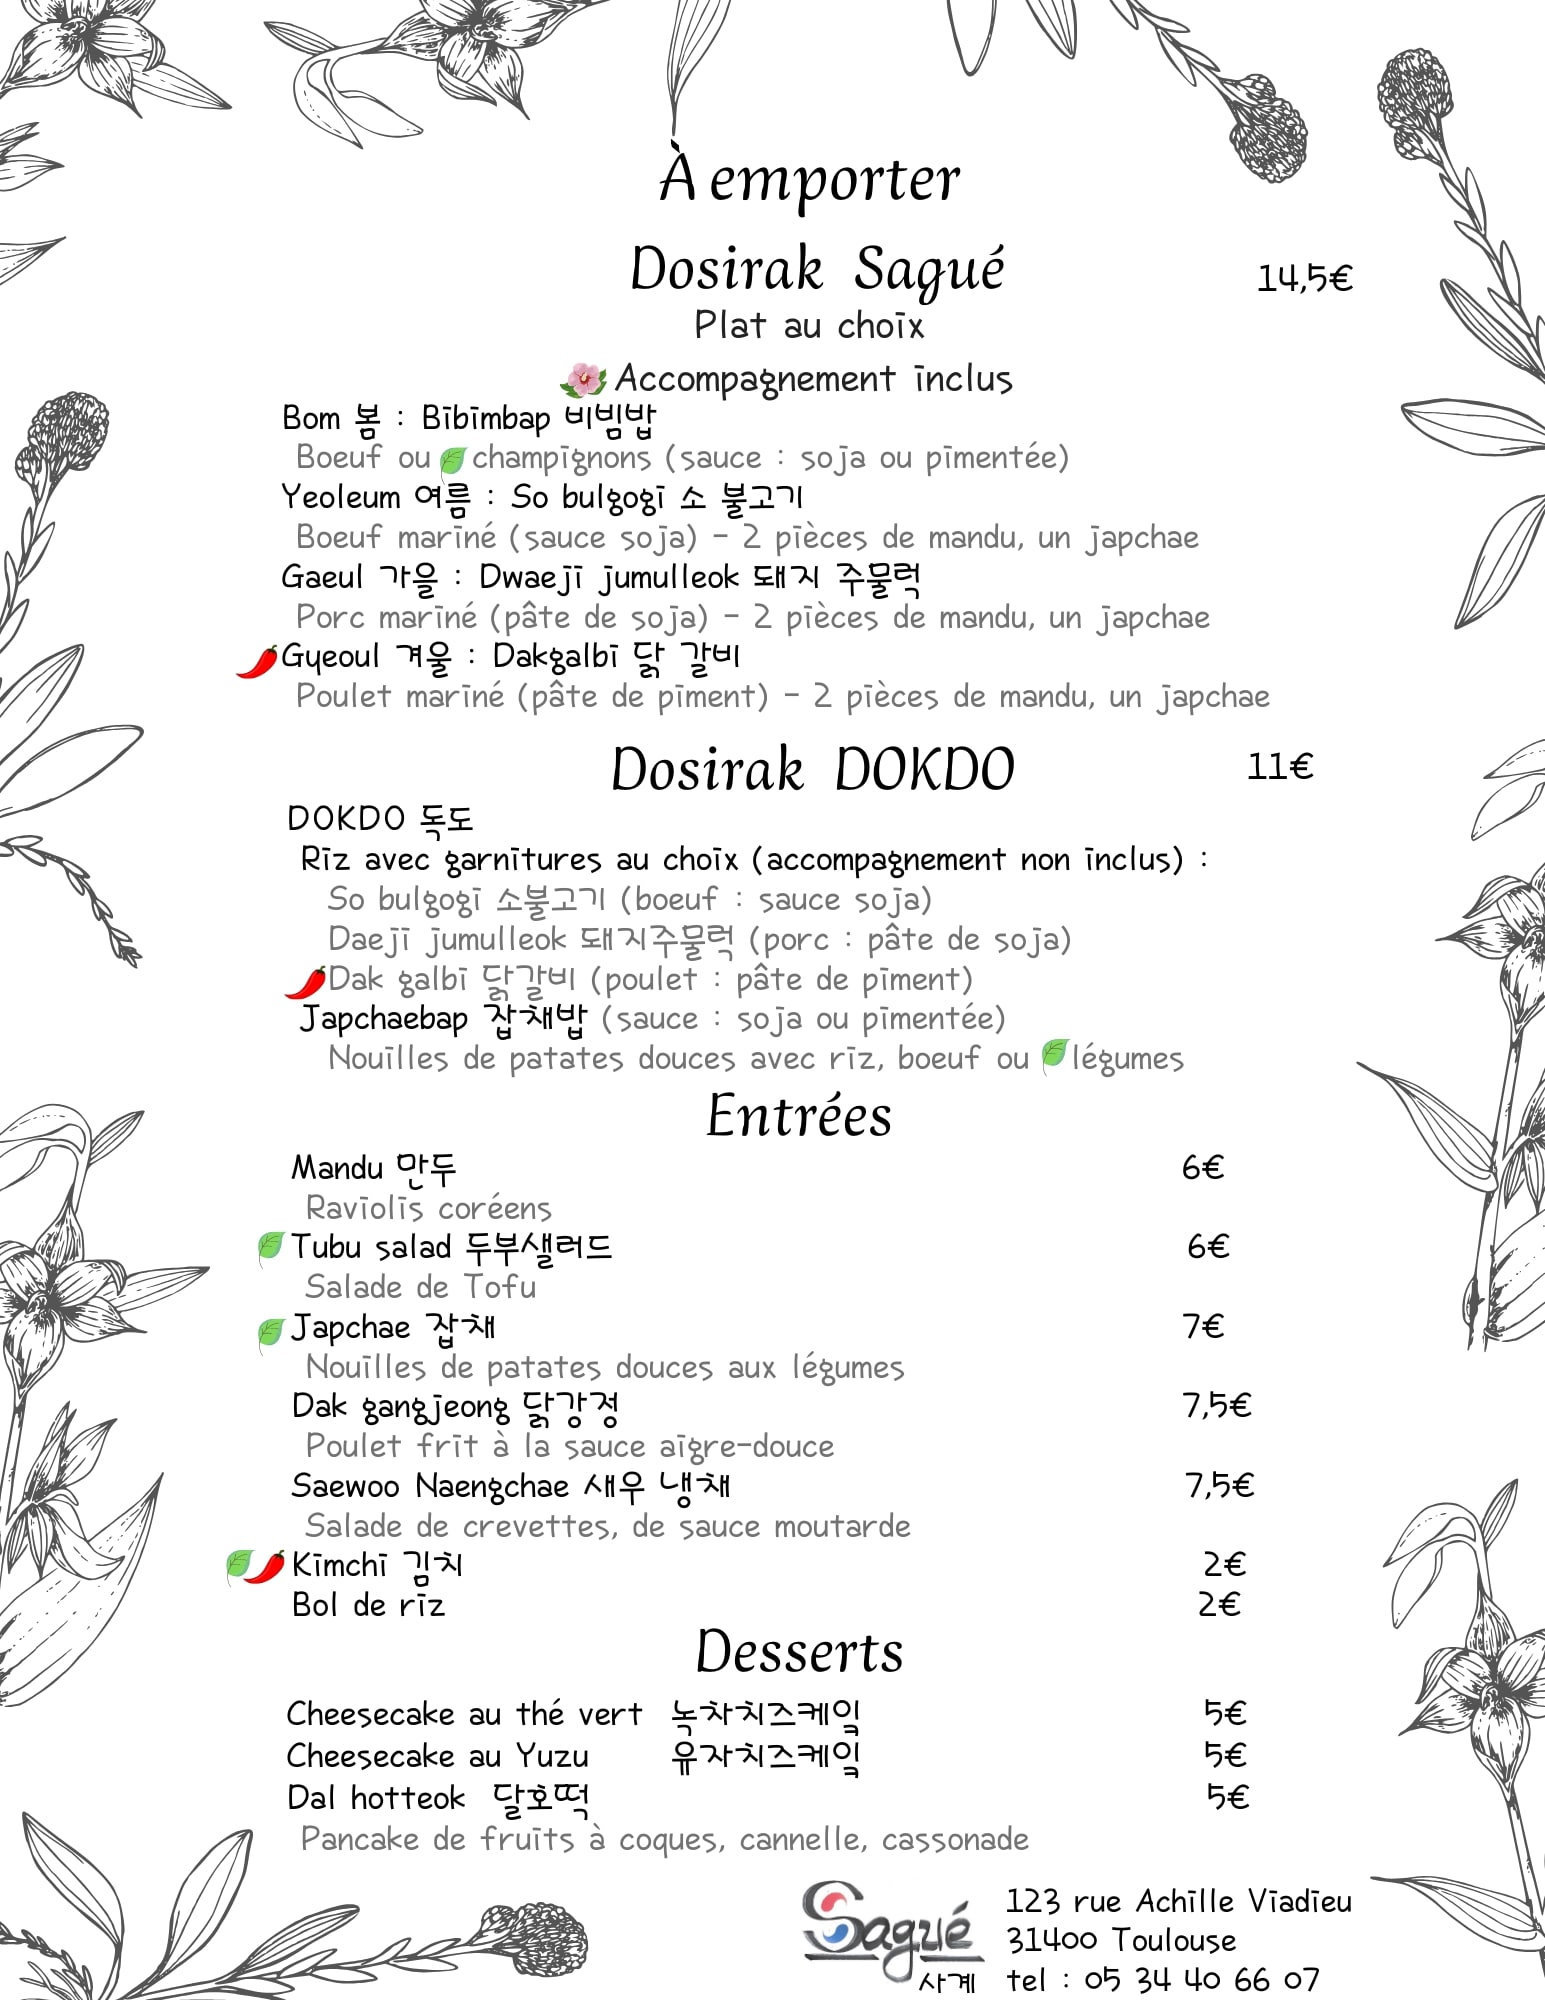 À emporter
Dosirak Sagué 14,5€
Plat au choix
Accompagnement inclus
Bom 봄 : Bibimbap 비빔밥
Boeuf ou champignons (sauce : soja ou pimentée)
Yeoleum 여름 : So bulgogi 소 불고기
Boeuf mariné (sauce soja) - 2 pièces de mandu, un japchae
Gaeul 가을 : Dwaeji jumulleok 돼지 주물럭
Porc mariné (pâte de soja) - 2 pièces de mandu, un japchae
Gyeoul 겨울 : Dakgalbi 닭 갈비
Poulet mariné (pâte de piment) - 2 pièces de mandu, un japchae
Dosirak DOKDO 11€
DOKDO 독도
Riz avec garnitures au choix (accompagnement non inclus) :
So bulgogi 소불고기 (boeuf : sauce soja)
Daeji jumulleok 돼지주물럭 (porc : pâte de soja)
Dak galbi 닭갈비 (poulet : pâte de piment)
Japchaebap 잡채밥 (sauce : soja ou pimentée)
Nouilles de patates douces avec riz, boeuf ou légumes
Entrées
Mandu 만두 6€
Raviolis coréens
Tubu salad 두부샐러드 6€
Salade de Tofu
Japchae 잡채 7€
Nouilles de patates douces aux légumes
Dak gangjeong 닭강정 7,5€
Poulet frit à la sauce aigre-douce
Saewoo Naengchae 새우 냉채 7,5€
Salade de crevettes, de sauce moutarde
Kimchi 김치 2€
Bol de riz 2€
Desserts
Cheesecake au thé vert 녹차치즈케잌 5€
Cheesecake au Yuzu 유자치즈케잌 5€
Dal hotteok 달호떡 5€
Pancake de fruits à coques, cannelle, cassonade
Sagué
사계
123 rue Achille Viadieu
31400 Toulouse
tel : 05 34 40 66 07